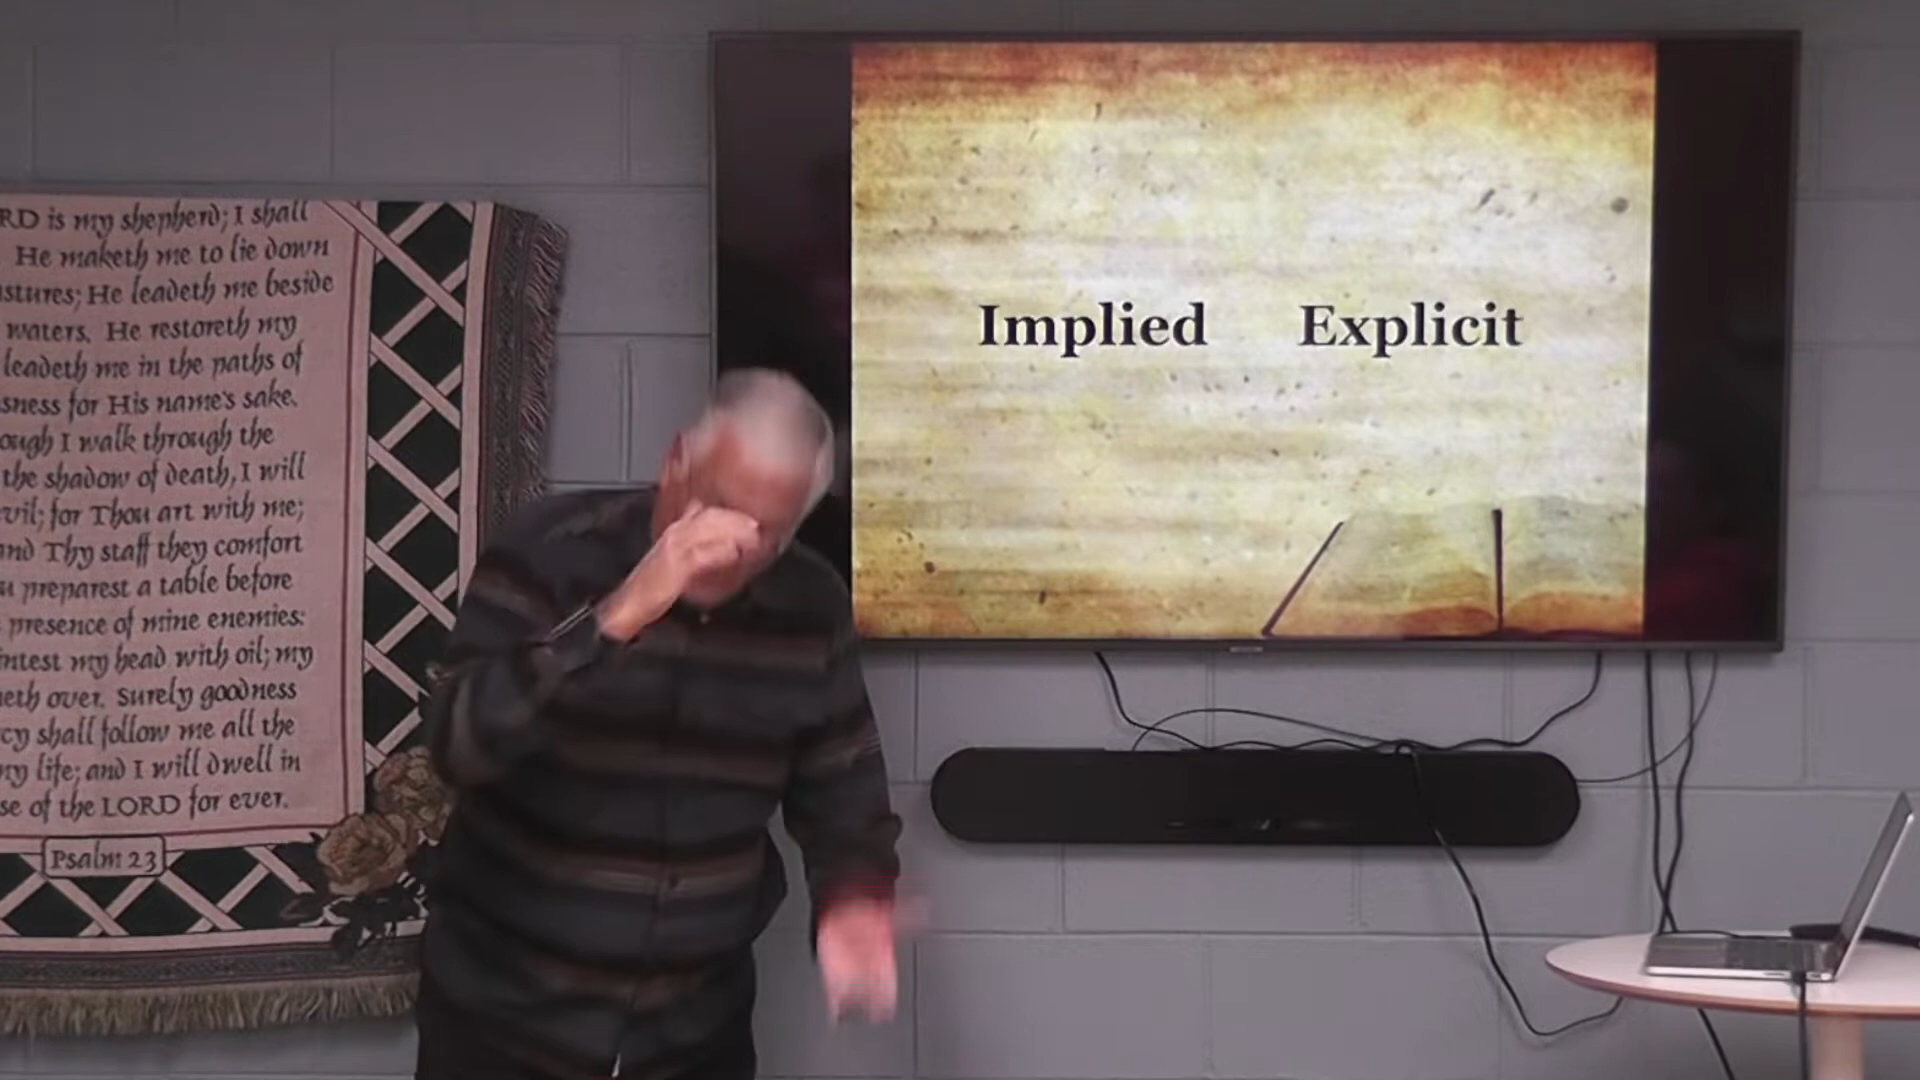 RD is my shepherd; I shall
He maketh me to lie down
stures; He leadeth me beside
waters. He restoreth my
leadeth me in the paths of
sness for His name's sake.
ough I walk through the
the shadow of death, I will
vil; for Thou art with me;
and Thy staff they comfort
preparest a table before
presence of mine enemies:
intest my head with oil; my
eth over. Surely goodness
cy shall follow me all the
my life; and I will dwell in
se of the LORD for ever.
Psalm 23
Implied Explicit